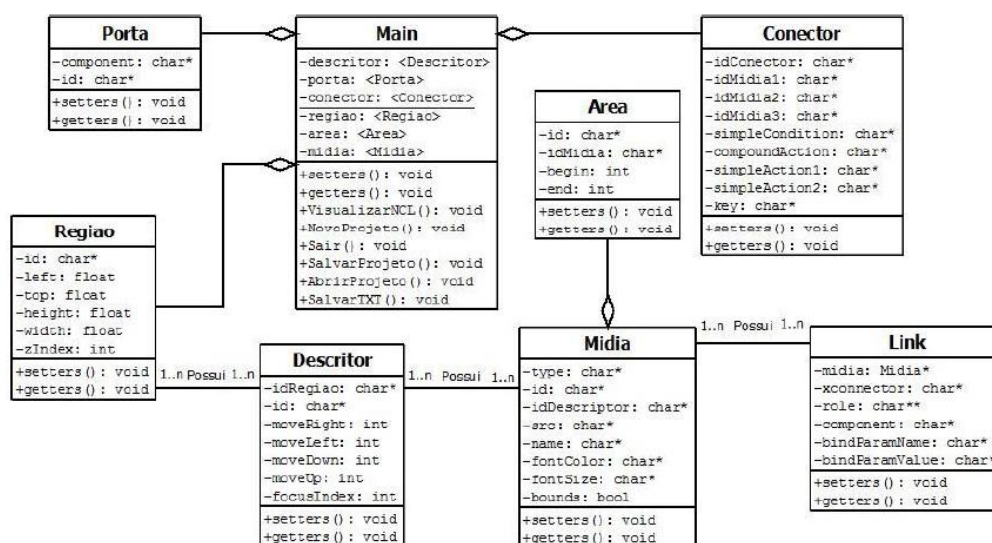 Porta
-component: char*
-id: char*
+setters(): void
+getters(): void
Main
-descritor: <Descritor>
-porta: <Porta>
-conector: <Conector>
-regiao: <Regiao>
-area: <Area>
-midia: <Midia>
+setters(): void
+getters(): void
+VisualizarNCL(): void
+NovoProjeto(): void
+Sair(): void
+SalvarProjeto(): void
+AbrirProjeto(): void
+SalvarTXT(): void
Conector
-idConector: char*
-idMidia1: char*
-idMidia2: char*
-idMidia3: char*
-simpleCondition: char*
-compoundAction: char*
-simpleAction1: char*
-simpleAction2: char*
-key: char*
+setters(): void
+getters(): void
Area
-id: char*
-idMidia: char*
-begin: int
-end: int
+setters(): void
+getters(): void
Regiao
-id: char*
-left: float
-top: float
-height: float
-width: float
-zIndex: int
+setters(): void
+getters(): void
1..n Possui 1..n
Descritor
-idRegiao: char*
-id: char*
-moveRight: int
-moveLeft: int
-moveDown: int
-moveUp: int
-focusIndex: int
+setters(): void
+getters(): void
1..n Possui 1..n
Midia
-type: char*
-id: char*
-idDescriptor: char*
-src: char*
-name: char*
-fontColor: char*
-fontSize: char*
-bounds: bool
+setters(): void
+getters(): void
1..n Possui 1..n
Link
-midia: Midia*
-xconnector: char*
-role: char**
-component: char*
-bindParamName: char*
-bindParamValue: char*
+setters(): void
+getters(): void